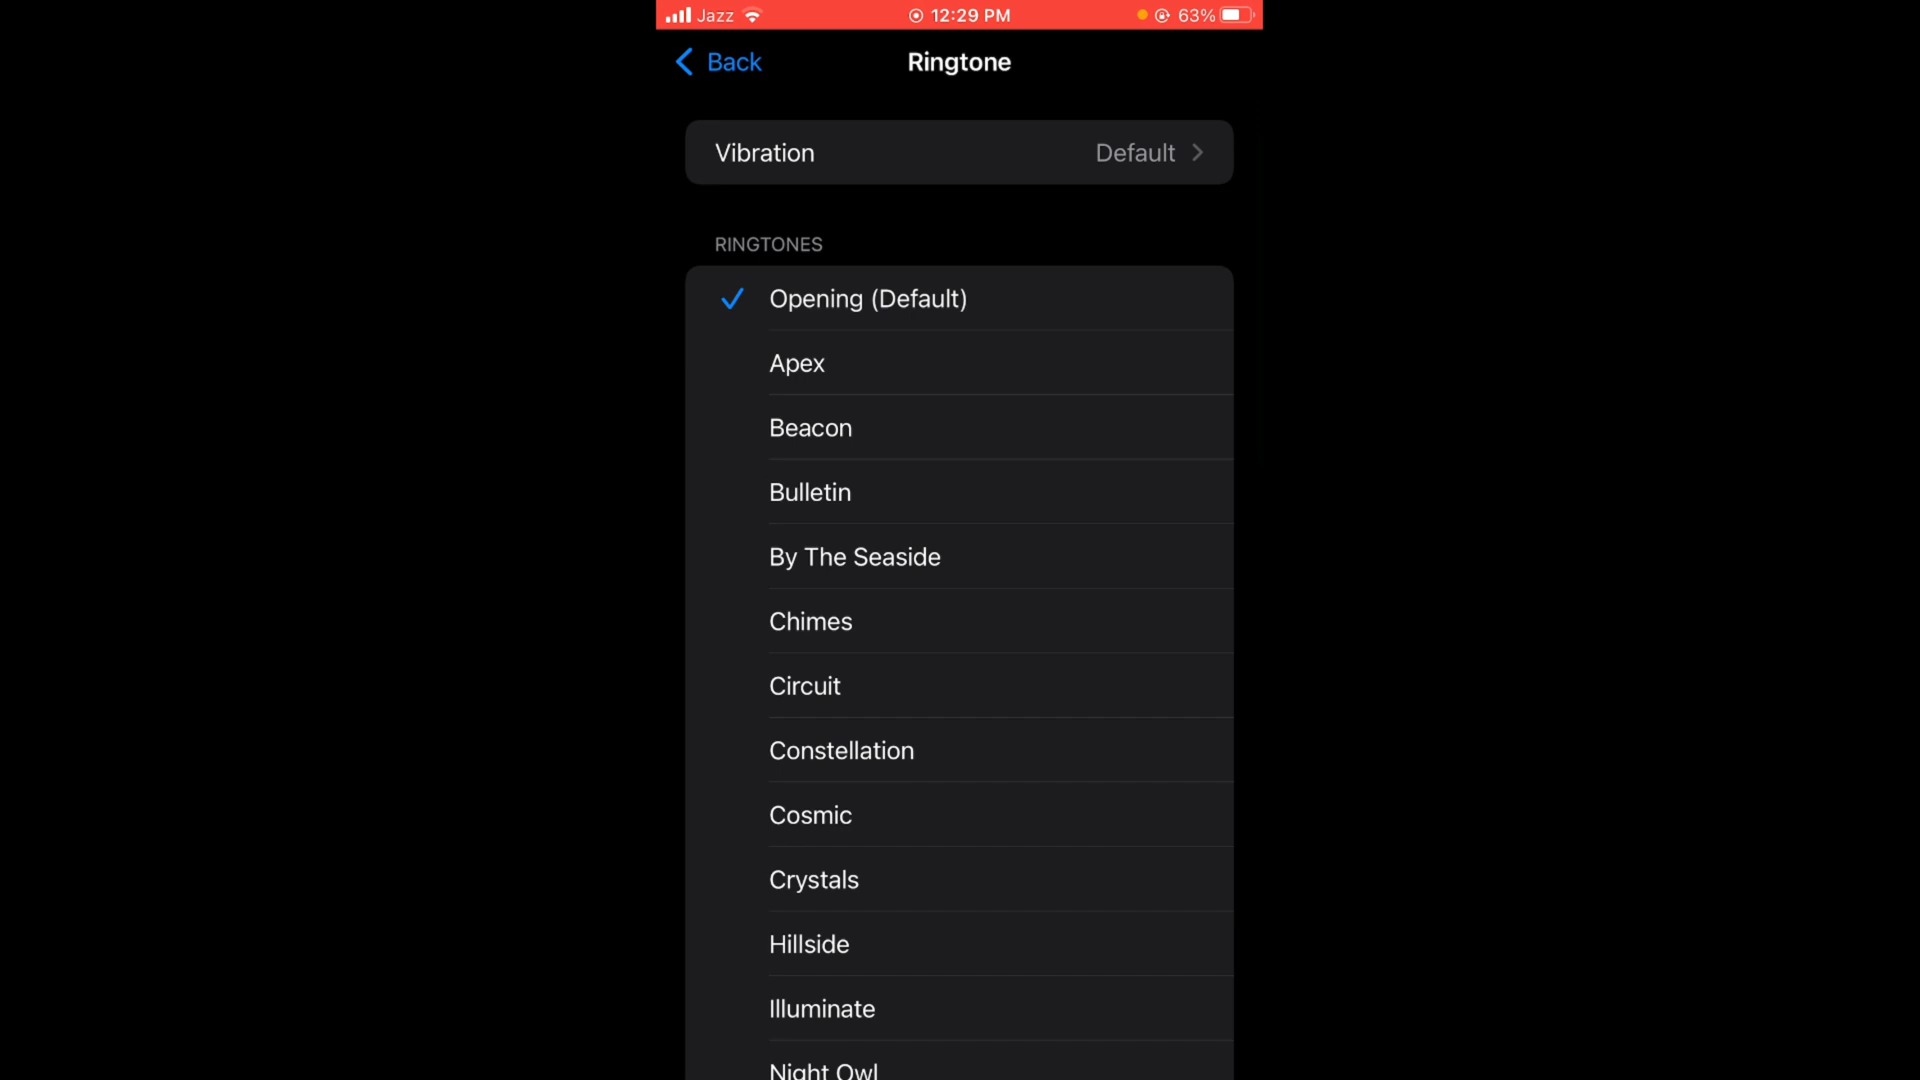 Jazz 12:29 PM 63%
Back Ringtone
Vibration Default
RINGTONES
Opening (Default)
Apex
Beacon
Bulletin
By The Seaside
Chimes
Circuit
Constellation
Cosmic
Crystals
Hillside
Illuminate
Night Owl